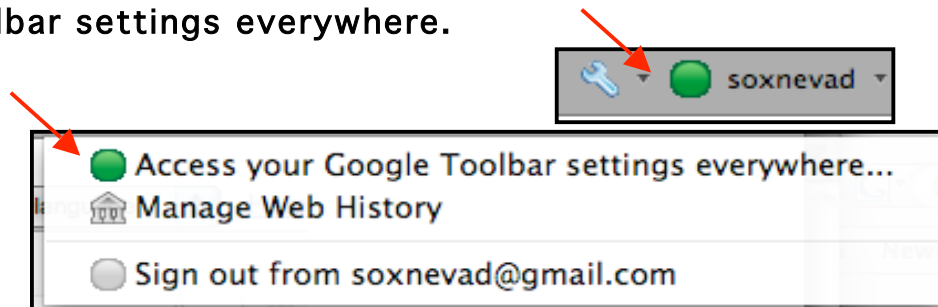 lbar settings everywhere.
soxnevad
Access your Google Toolbar settings everywhere...
Manage Web History
Sign out from soxnevad@gmail.com